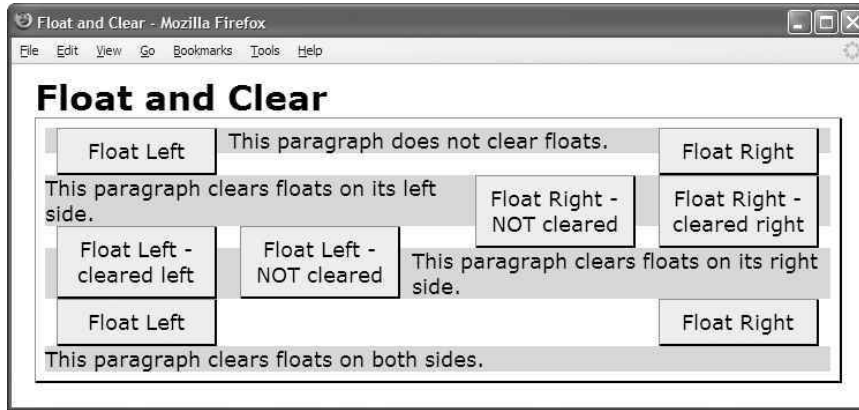 Float and Clear - Mozilla Firefox
File Edit View Go Bookmarks Tools Help
Float and Clear
Float Left
This paragraph does not clear floats.
Float Right
This paragraph clears floats on its left
side.
Float Right -
NOT cleared
Float Right -
cleared right
Float Left -
cleared left
Float Left -
NOT cleared
This paragraph clears floats on its right
side.
Float Left
Float Right
This paragraph clears floats on both sides.